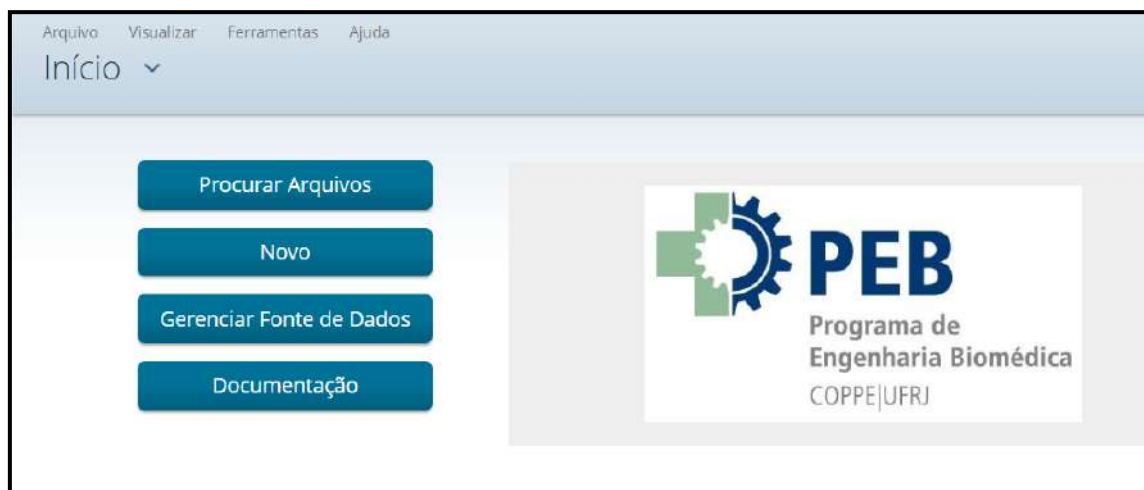 Arquivo Visualizar Ferramentas Ajuda
Início
Procurar Arquivos
Novo
Gerenciar Fonte de Dados
Documentação
PEB
Programa de
Engenharia Biomédica
COPPE|UFRJ